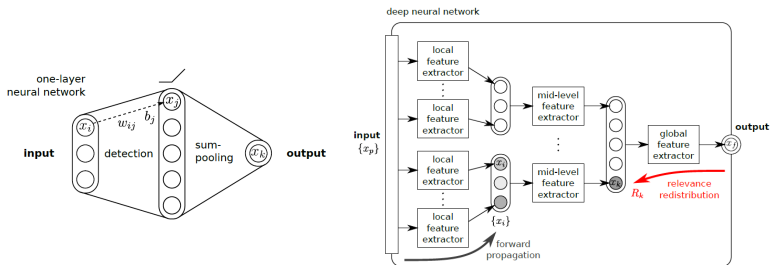 one-layer
neural network
x_i
w_{ij}
b_j
x_j
input
detection
sum-
pooling
x_k
output
deep neural network
input
{x_p}
local
feature
extractor
local
feature
extractor
local
feature
extractor
local
feature
extractor
x_i
{x_i}
mid-level
feature
extractor
mid-level
feature
extractor
x_k
global
feature
extractor
output
x_f
R_k
relevance
redistribution
forward
propagation